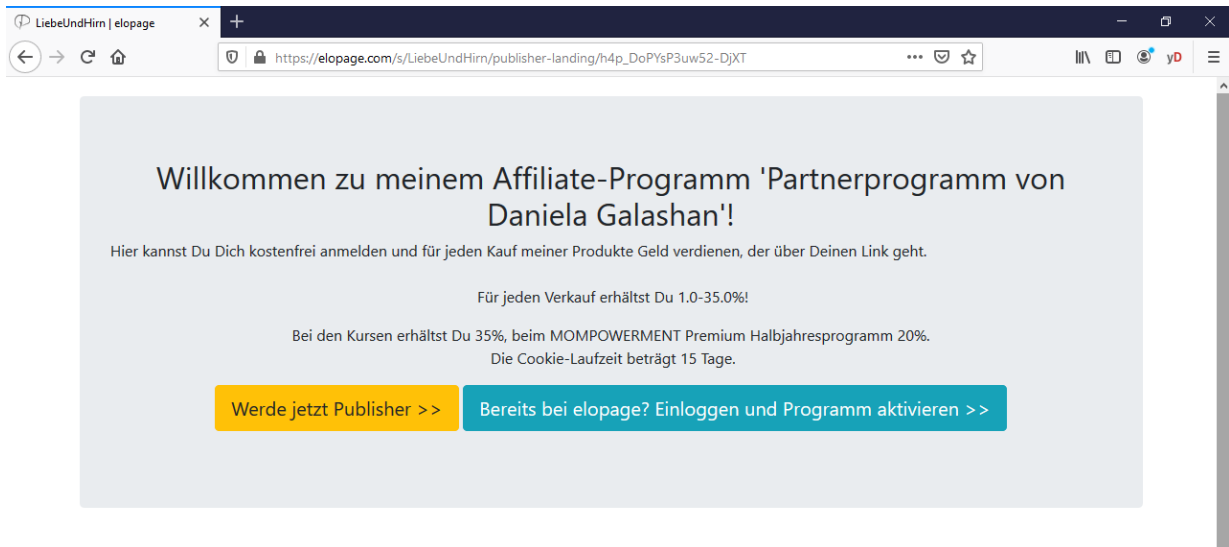 LiebeUndHirn | elopage
https://elopage.com/s/LiebeUndHirn/publisher-landing/h4p_DoPYsP3uw52-DjXT
yD
Willkommen zu meinem Affiliate-Programm 'Partnerprogramm von
Daniela Galashan'!
Hier kannst Du Dich kostenfrei anmelden und für jeden Kauf meiner Produkte Geld verdienen, der über Deinen Link geht.
Für jeden Verkauf erhältst Du 1.0-35.0%!
Bei den Kursen erhältst Du 35%, beim MOMPOWERMENT Premium Halbjahresprogramm 20%.
Die Cookie-Laufzeit beträgt 15 Tage.
Werde jetzt Publisher >> Bereits bei elopage? Einloggen und Programm aktivieren >>